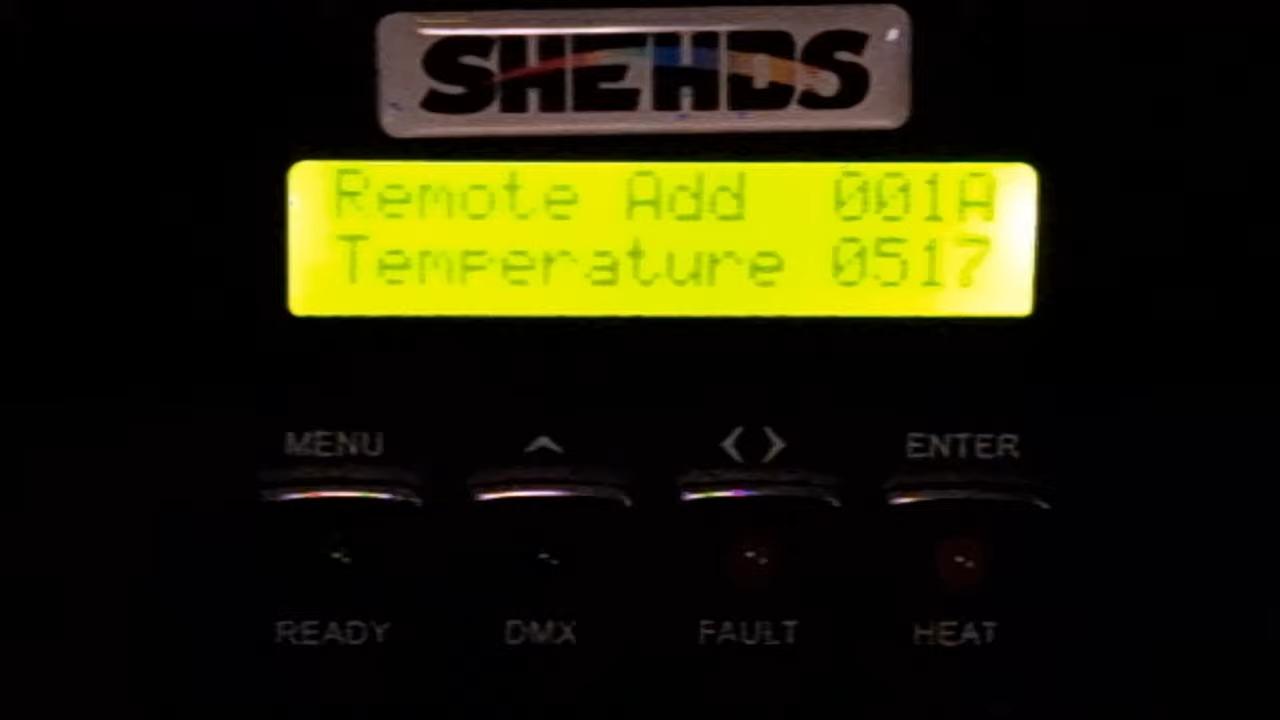 SHEHDS
Remote Add 001A
Temperature 0517
MENU ^ < > ENTER
READY DMX FAULT HEAT